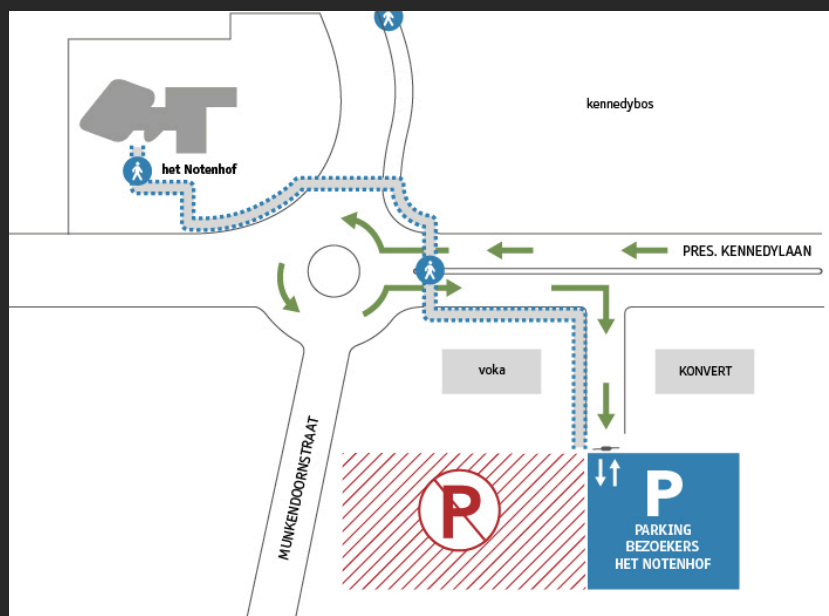 kennedybos
het Notenhof
PRES. KENNEDYLAAN
voka
KONVERT
MUNKENDOORNSTRAAT
P
P
PARKING
BEZOEKERS
HET NOTENHOF